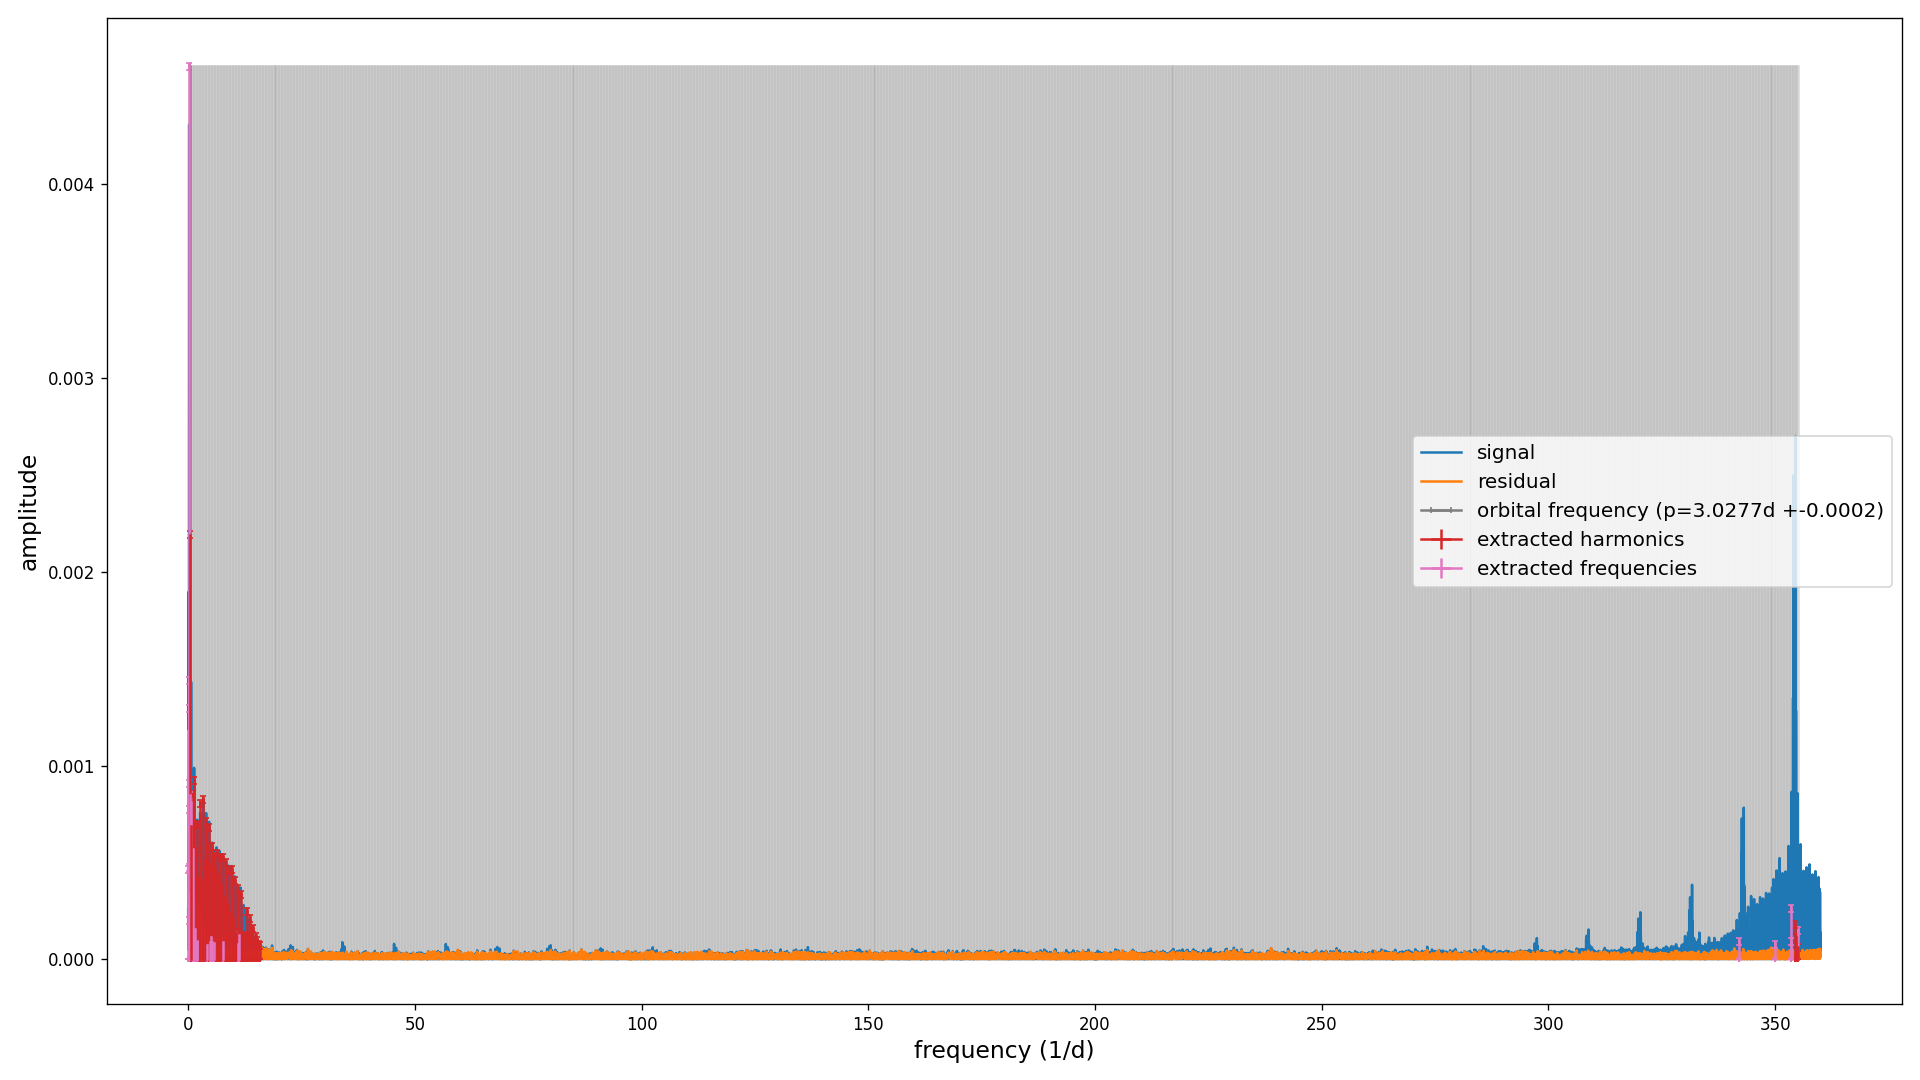 amplitude
0.004
0.003
0.002
0.001
0.000
signal
residual
orbital frequency (p=3.0277d +-0.0002)
extracted harmonics
extracted frequencies
0 50 100 150 200 250 300 350
frequency (1/d)